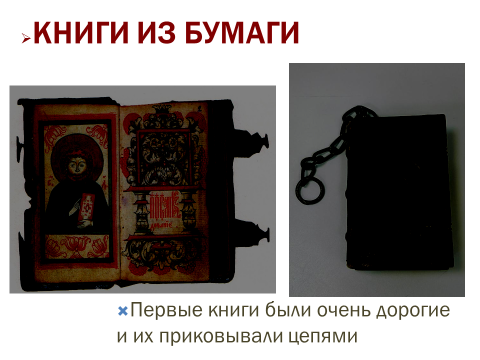 КНИГИ ИЗ БУМАГИ
Первые книги были очень дорогие
и их приковывали цепями